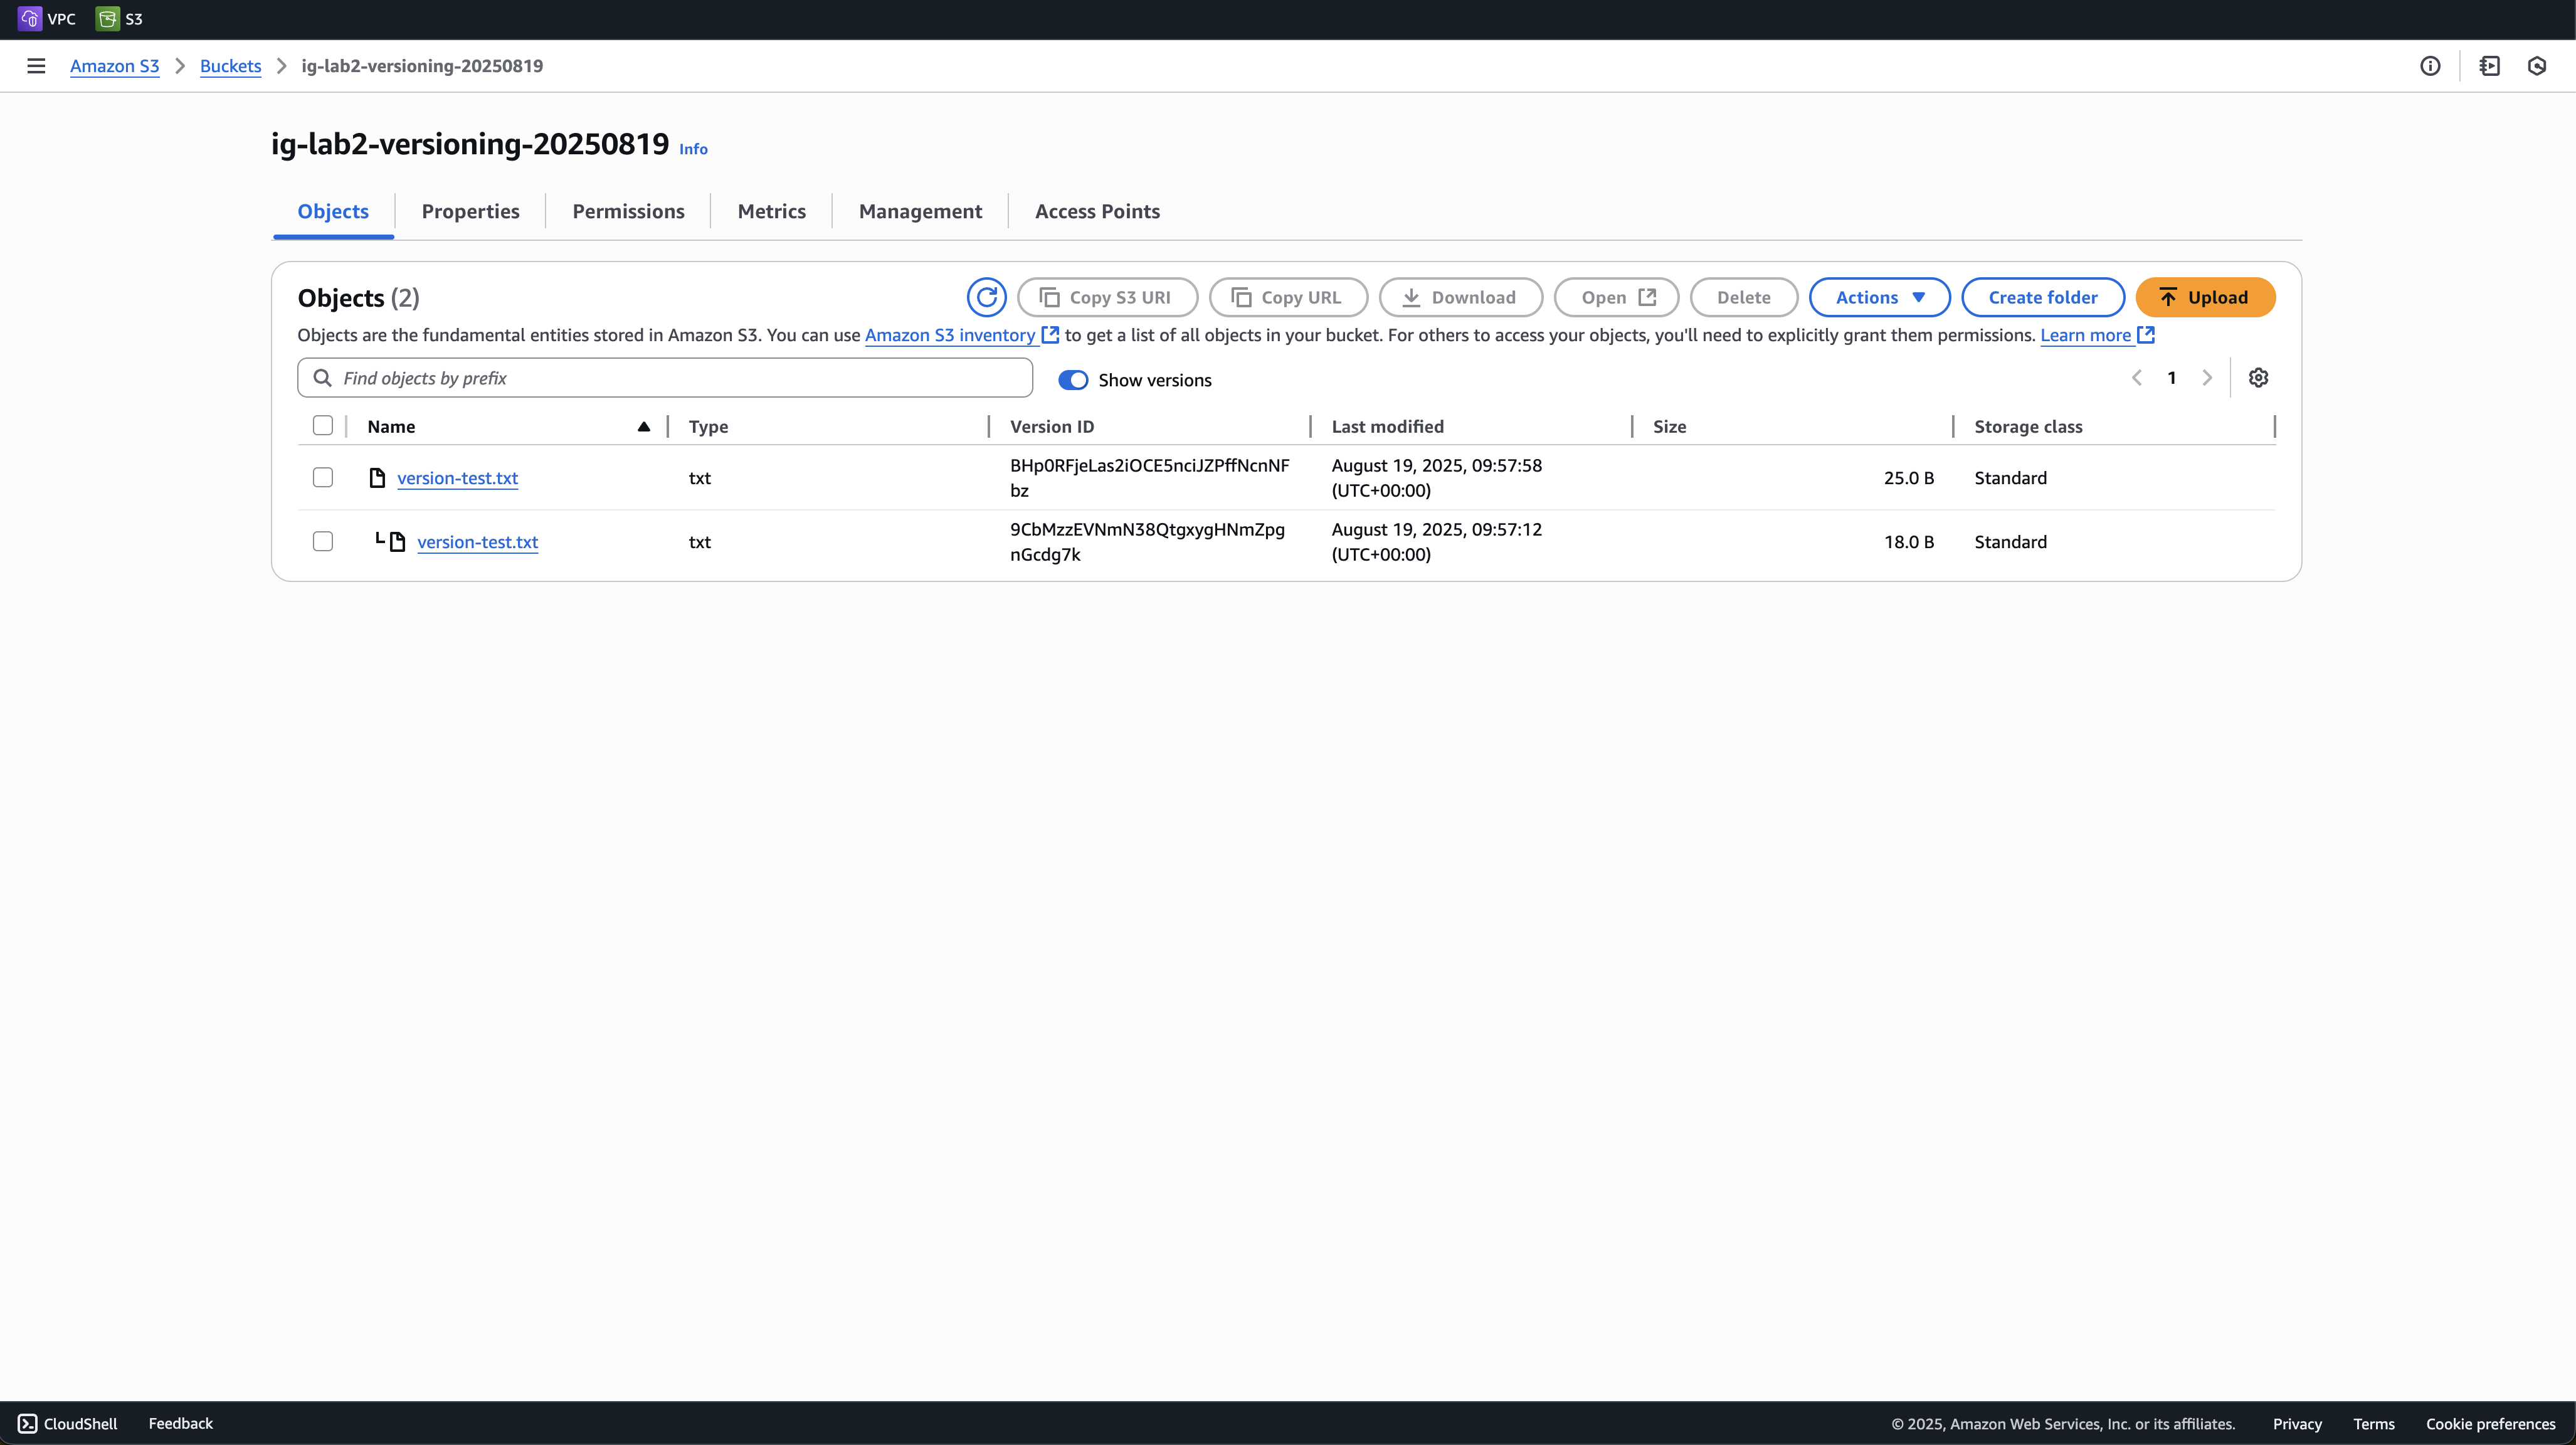 VPC S3
Amazon S3 > Buckets > ig-lab2-versioning-20250819
ig-lab2-versioning-20250819 Info
Objects Properties Permissions Metrics Management Access Points
Objects (2) Copy S3 URI Copy URL Download Open Delete Actions Create folder Upload
Objects are the fundamental entities stored in Amazon S3. You can use Amazon S3 inventory to get a list of all objects in your bucket. For others to access your objects, you'll need to explicitly grant them permissions. Learn more
Find objects by prefix Show versions 1
Name Type Version ID Last modified Size Storage class
version-test.txt txt BHp0RFjeLas2iOCE5nciJZPffNcnNF August 19, 2025, 09:57:58 25.0 B Standard
bz (UTC+00:00)
version-test.txt txt 9CbMzzEVNmN38QtgxygHNmZpg August 19, 2025, 09:57:12 18.0 B Standard
nGcdg7k (UTC+00:00)
CloudShell Feedback © 2025, Amazon Web Services, Inc. or its affiliates. Privacy Terms Cookie preferences